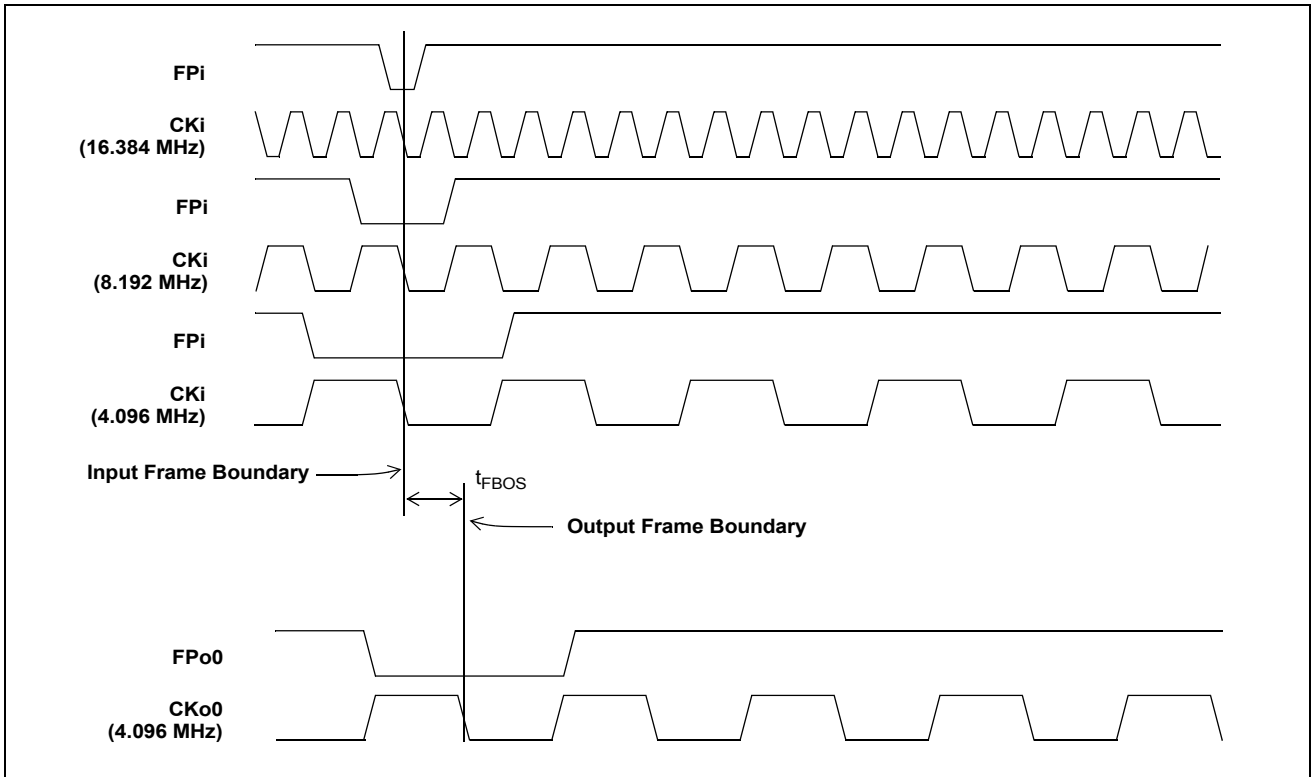 FPi
CKi
(16.384 MHz)
FPi
CKi
(8.192 MHz)
FPi
CKi
(4.096 MHz)
Input Frame Boundary
tFBOS
Output Frame Boundary
FPo0
CKo0
(4.096 MHz)